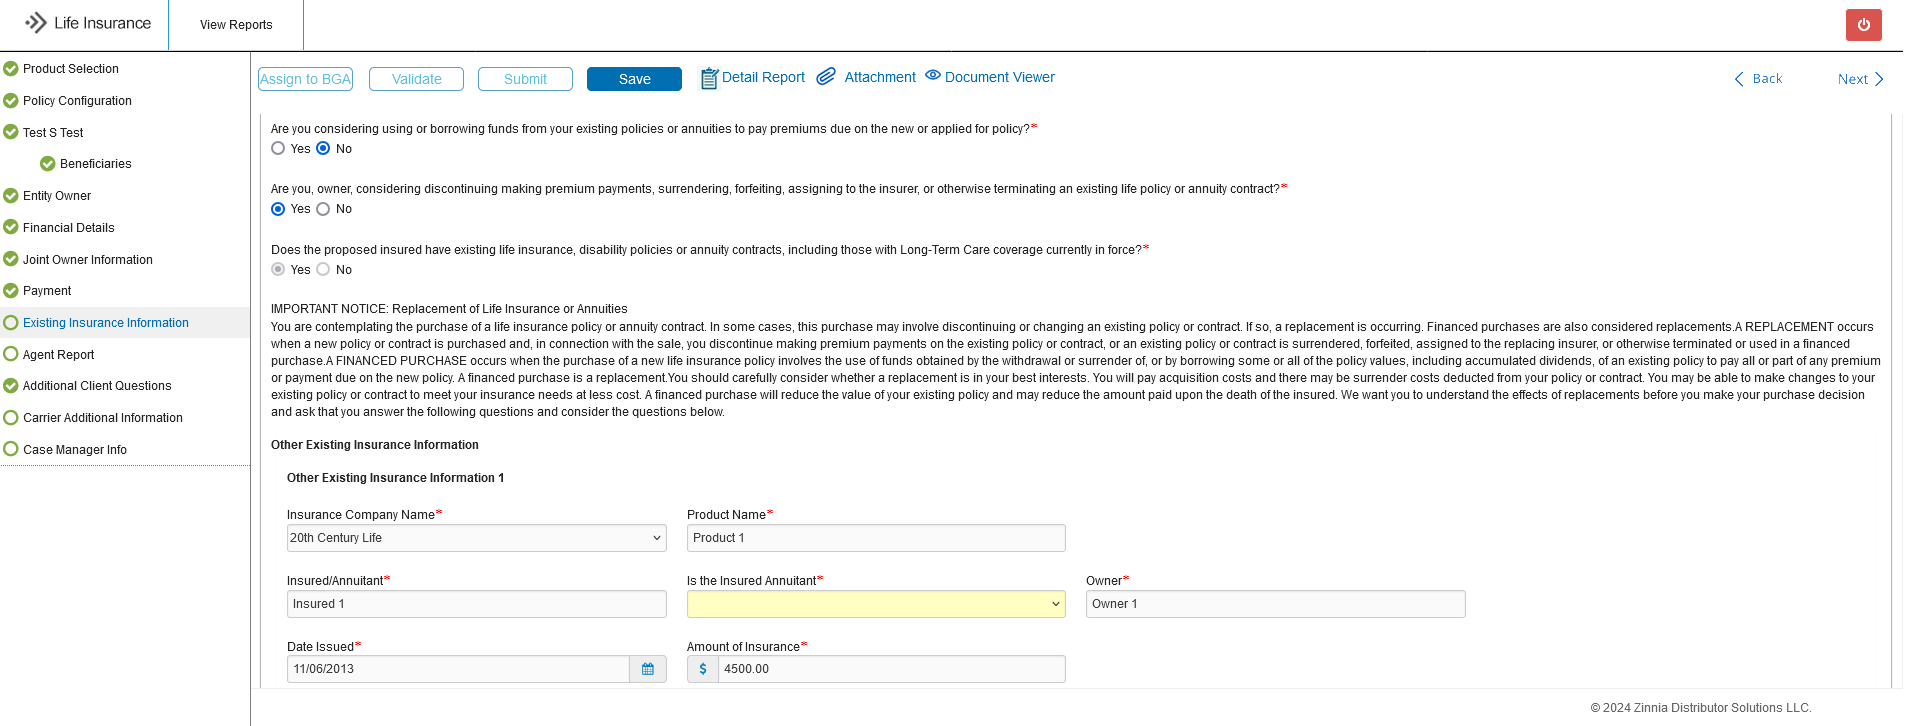 Life Insurance
View Reports
Product Selection
Policy Configuration
Test S Test
Beneficiaries
Entity Owner
Financial Details
Joint Owner Information
Payment
Existing Insurance Information
Agent Report
Additional Client Questions
Carrier Additional Information
Case Manager Info
Assign to BGA Validate Submit Save Detail Report Attachment Document Viewer Back Next
Are you considering using or borrowing funds from your existing policies or annuities to pay premiums due on the new or applied for policy?*
Yes No
Are you, owner, considering discontinuing making premium payments, surrendering, forfeiting, assigning to the insurer, or otherwise terminating an existing life policy or annuity contract?*
Yes No
Does the proposed insured have existing life insurance, disability policies or annuity contracts, including those with Long-Term Care coverage currently in force?*
Yes No
IMPORTANT NOTICE: Replacement of Life Insurance or Annuities
You are contemplating the purchase of a life insurance policy or annuity contract. In some cases, this purchase may involve discontinuing or changing an existing policy or contract. If so, a replacement is occurring. Financed purchases are also considered replacements.A REPLACEMENT occurs
when a new policy or contract is purchased and, in connection with the sale, you discontinue making premium payments on the existing policy or contract, or an existing policy or contract is surrendered, forfeited, assigned to the replacing insurer, or otherwise terminated or used in a financed
purchase.A FINANCED PURCHASE occurs when the purchase of a new life insurance policy involves the use of funds obtained by the withdrawal or surrender of, or by borrowing some or all of the policy values, including accumulated dividends, of an existing policy to pay all or part of any premium
or payment due on the new policy. A financed purchase is a replacement.You should carefully consider whether a replacement is in your best interests. You will pay acquisition costs and there may be surrender costs deducted from your policy or contract. You may be able to make changes to your
existing policy or contract to meet your insurance needs at less cost. A financed purchase will reduce the value of your existing policy and may reduce the amount paid upon the death of the insured. We want you to understand the effects of replacements before you make your purchase decision
and ask that you answer the following questions and consider the questions below.
Other Existing Insurance Information
Other Existing Insurance Information 1
Insurance Company Name* Product Name*
20th Century Life Product 1
Insured/Annuitant* Is the Insured Annuitant* Owner*
Insured 1 Owner 1
Date Issued* Amount of Insurance*
11/06/2013 $ 4500.00
© 2024 Zinnia Distributor Solutions LLC.